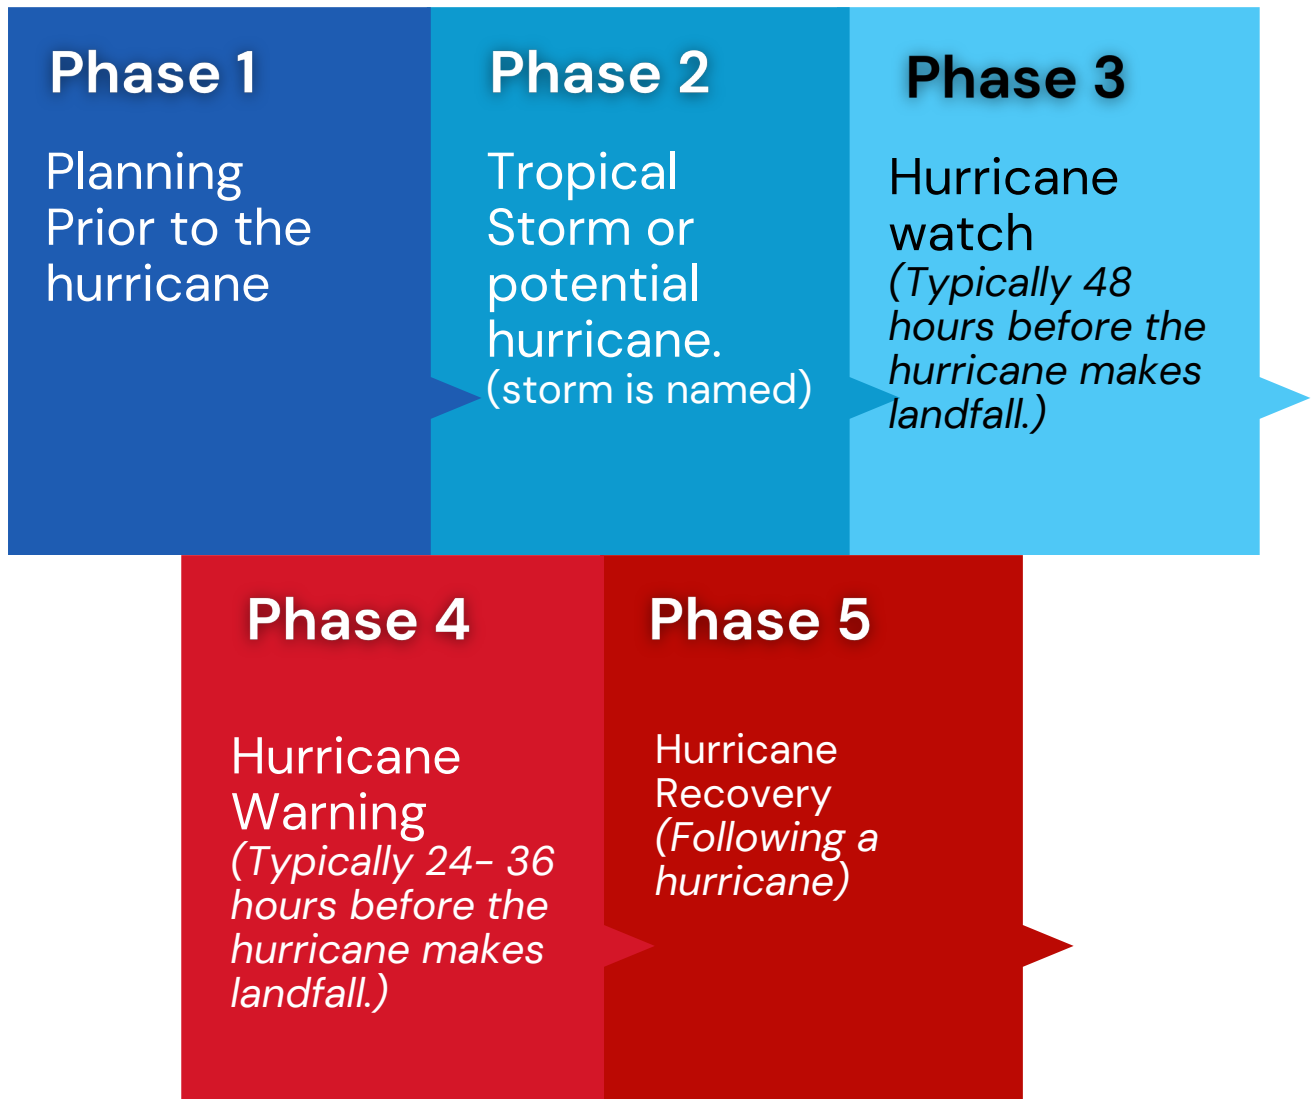 Phase 1
Planning
Prior to the
hurricane
Phase 2
Tropical
Storm or
potential
hurricane.
(storm is named)
Phase 3
Hurricane
watch
(Typically 48
hours before the
hurricane makes
landfall.)
Phase 4
Hurricane
Warning
(Typically 24- 36
hours before the
hurricane makes
landfall.)
Phase 5
Hurricane
Recovery
(Following a
hurricane)